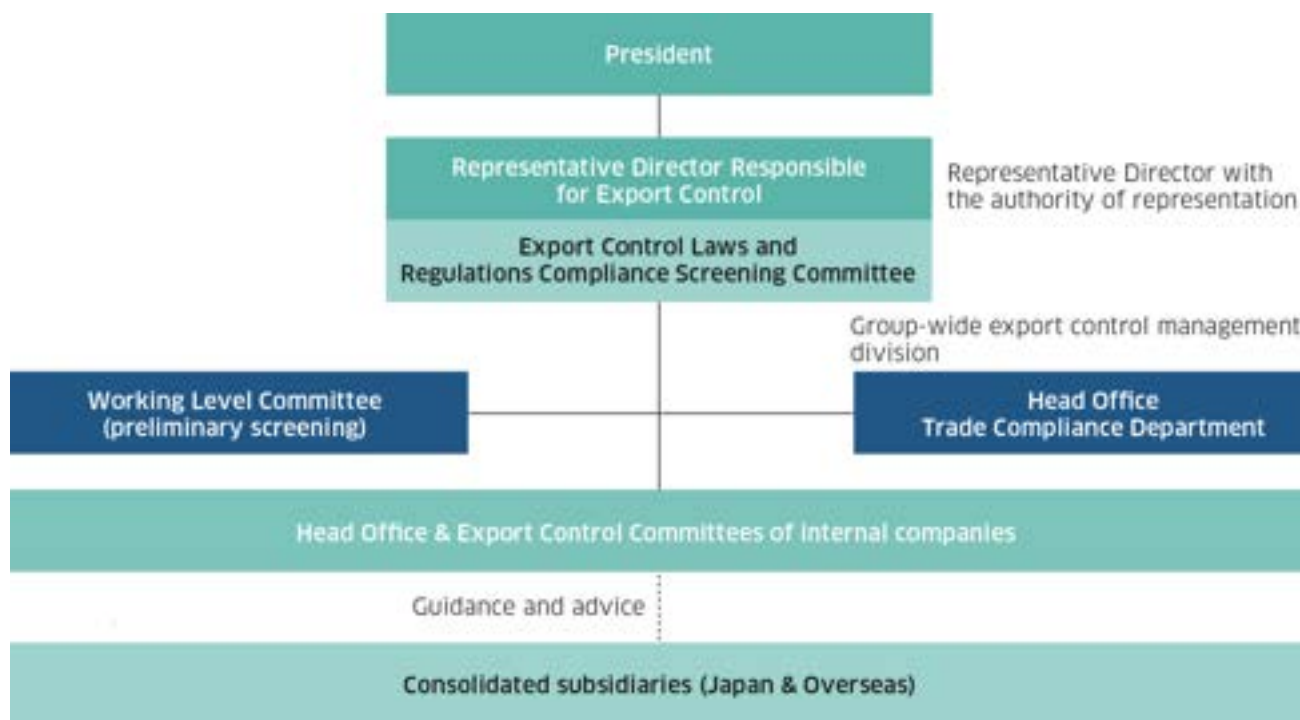 President
Representative Director Responsible
for Export Control
Representative Director with
the authority of representation
Export Control Laws and
Regulations Compliance Screening Committee
Group-wide export control management
division
Working Level Committee
(preliminary screening)
Head Office
Trade Compliance Department
Head Office & Export Control Committees of internal companies
Guidance and advice
Consolidated subsidiaries (Japan & Overseas)